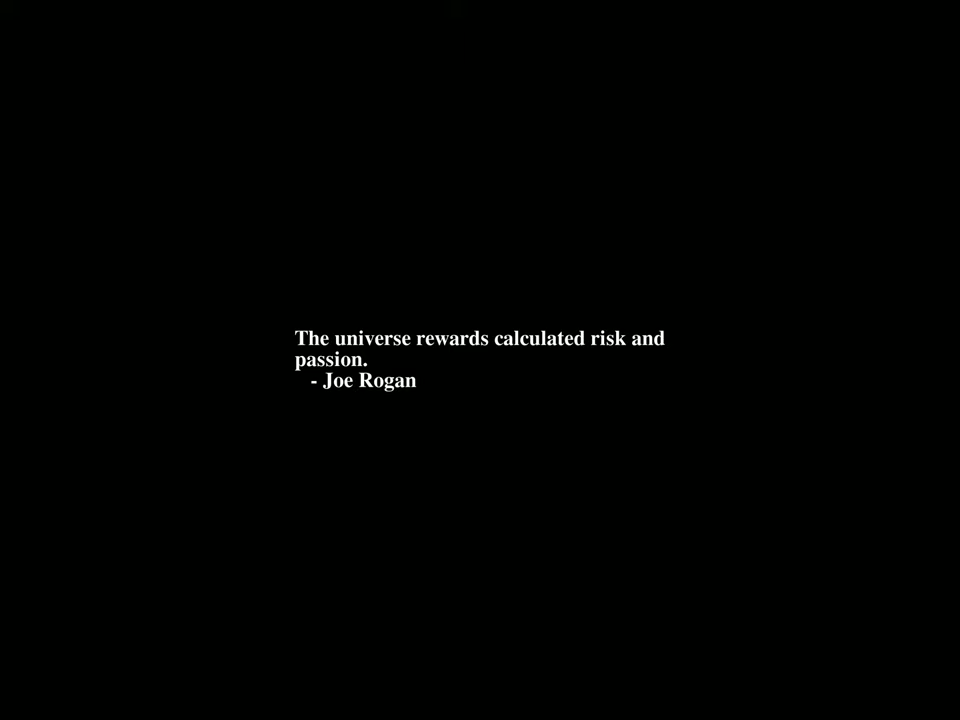 The universe rewards calculated risk and
passion.
- Joe Rogan